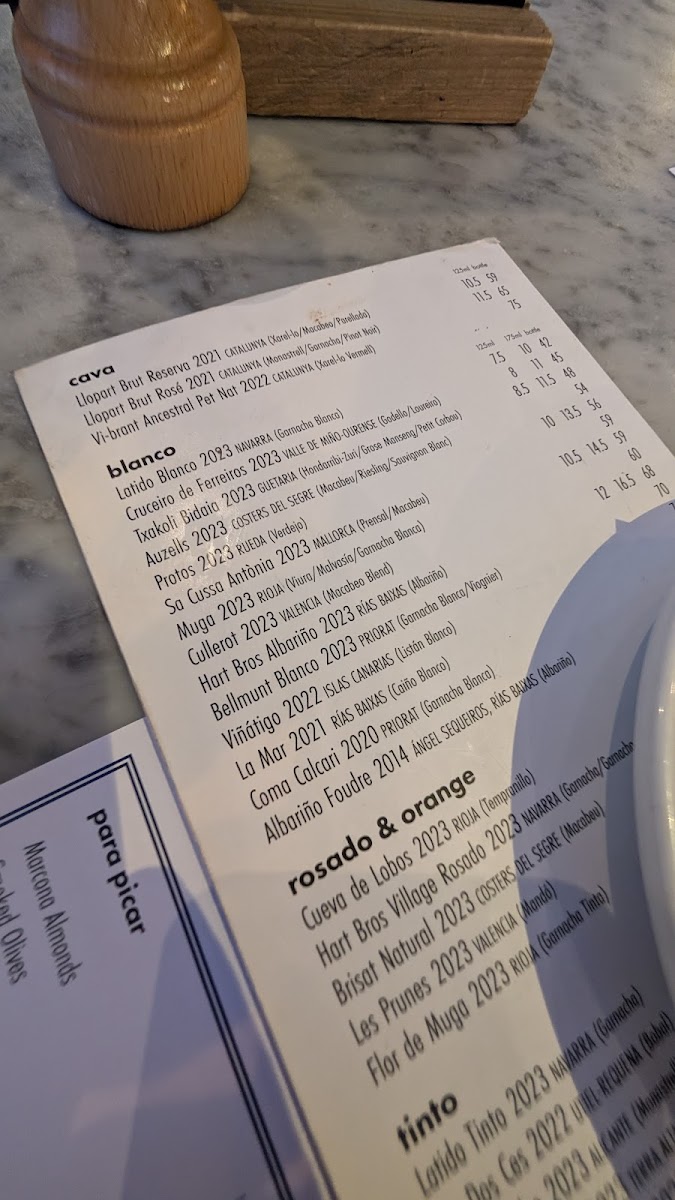 cava 125ml bottle
Llopart Brut Reserva 2021 CATALUNYA (Xarel-lo/Macabeo/Parellada) 10.5 59
Llopart Brut Rosé 2021 CATALUNYA (Monastrell/Garnacha/Pinot Noir) 11.5 65
Vi-brant Ancestral Pet Nat 2022 CATALUNYA (Xarel-lo Vermell) 75
blanco 125ml 175ml bottle
Latido Blanco 2023 NAVARRA (Garnacha Blanca) 7.5 10 42
Cruceiro de Ferreiros 2023 VALLE DE MIÑO-OURENSE (Godello/Loureiro) 8 11 45
Txakoli Bidaia 2023 GUETARIA (Hondarribi-Zuri/Grose Manseng/Petit Corbou) 8.5 11.5 48
Auzells 2023 COSTERS DEL SEGRE (Macabeu/Riesling/Sauvignon Blanc) 54
Protos 2023 RUEDA (Verdejo) 10 13.5 56
Sa Cussa Antònia 2023 MALLORCA (Prensal/Macabeu) 59
Muga 2023 RIOJA (Viura/Malvasía/Garnacha Blanca) 10.5 14.5 59
Cullerot 2023 VALENCIA (Macabeo Blend) 60
Hart Bros Albariño 2023 RÍAS BAIXAS (Albariño) 12 16.5 68
Bellmunt Blanco 2023 PRIORAT (Garnacha Blanca/Viognier) 70
Viñátigo 2022 ISLAS CANARIAS (Listán Blanco)
La Mar 2021 RÍAS BAIXAS (Caiño Blanco)
Coma Calcari 2020 PRIORAT (Garnacha Blanca)
Albariño Foudre 2014 ÁNGEL SEQUEROS, RÍAS BAIXAS (Albariño)
rosado & orange
Cueva de Lobos 2023 RIOJA (Tempranillo)
Hart Bros Village Rosado 2023 NAVARRA (Garnacha/Garnacha
Brisat Natural 2023 COSTERS DEL SEGRE (Macabeu)
Les Prunes 2023 VALENCIA (Mandó)
Flor de Muga 2023 RIOJA (Garnacha Tinto)
tinto
Latido Tinto 2023 NAVARRA (Garnacha)
Dos Ces 2022 UTIEL-REQUENA (Bobal)
2023 ALICANTE
TERRA
para picar
Marcona Almonds
Smoked Olives